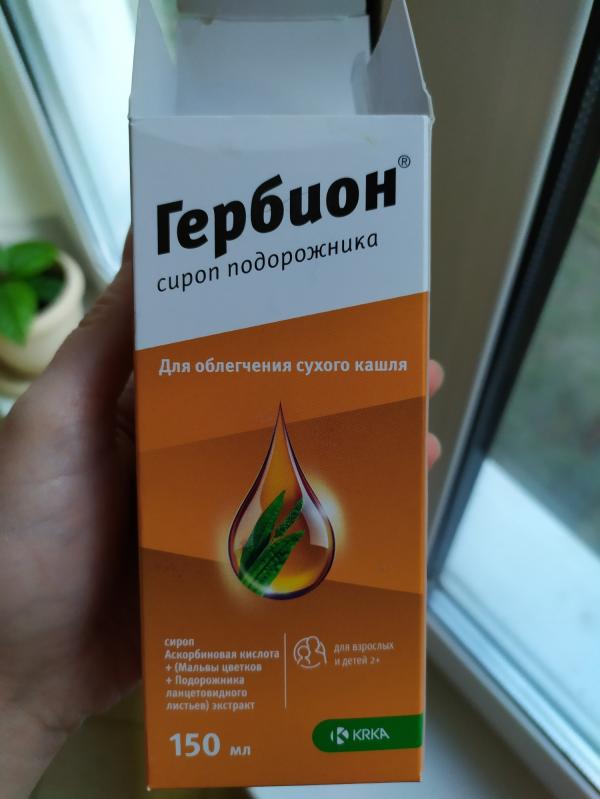 Гербион®
сироп подорожника
Для облегчения сухого кашля
сироп
Аскорбиновая кислота
+ (Мальвы цветков
+ Подорожника
ланцетовидного
листьев) экстракт
для взрослых
и детей 2+
150 мл
KRKA